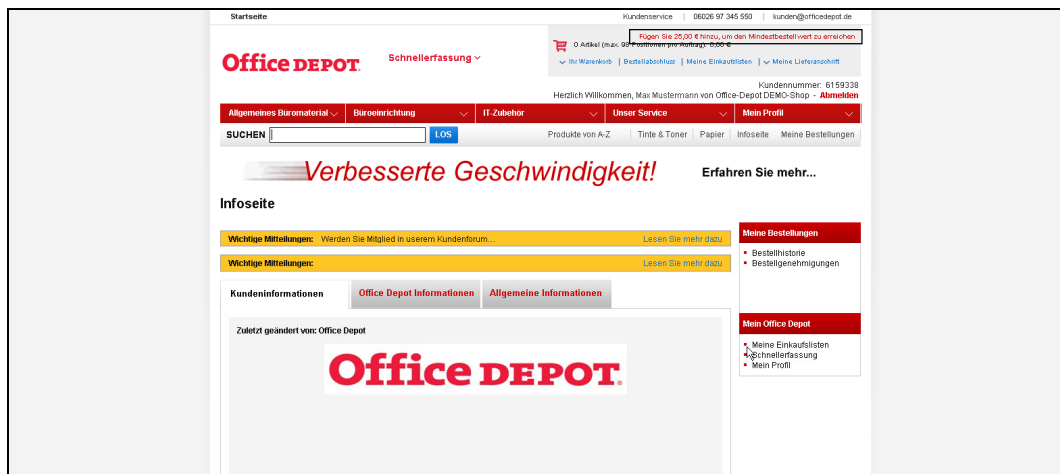 Startseite Kundenservice | 06026 97 345 550 | kunden@officedepot.de
Fügen Sie 25,00 € hinzu, um den Mindestbestellwert zu erreichen
0 Artikel (max. 98 Positionen pro Auftrag), 0,00 €
Office DEPOT. Schnellerfassung
Ihr Warenkorb | Bestellabschluss | Meine Einkaufslisten | Meine Lieferanschrift
Kundennummer: 6159338
Herzlich Willkommen, Max Mustermann von Office-Depot DEMO-Shop - Abmelden
Allgemeines Büromaterial Büroeinrichtung IT-Zubehör Unser Service Mein Profil
SUCHEN LOS Produkte von A-Z | Tinte & Toner | Papier | Infoseite Meine Bestellungen
Verbesserte Geschwindigkeit! Erfahren Sie mehr...
Infoseite
Wichtige Mitteilungen: Werden Sie Mitglied in userem Kundenforum... Lesen Sie mehr dazu
Wichtige Mitteilungen: Lesen Sie mehr dazu
Meine Bestellungen
Bestellhistorie
Bestellgenehmigungen
Kundeninformationen Office Depot Informationen Allgemeine Informationen
Zuletzt geändert von: Office Depot
Office DEPOT.
Mein Office Depot
Meine Einkaufslisten
Schnellerfassung
Mein Profil